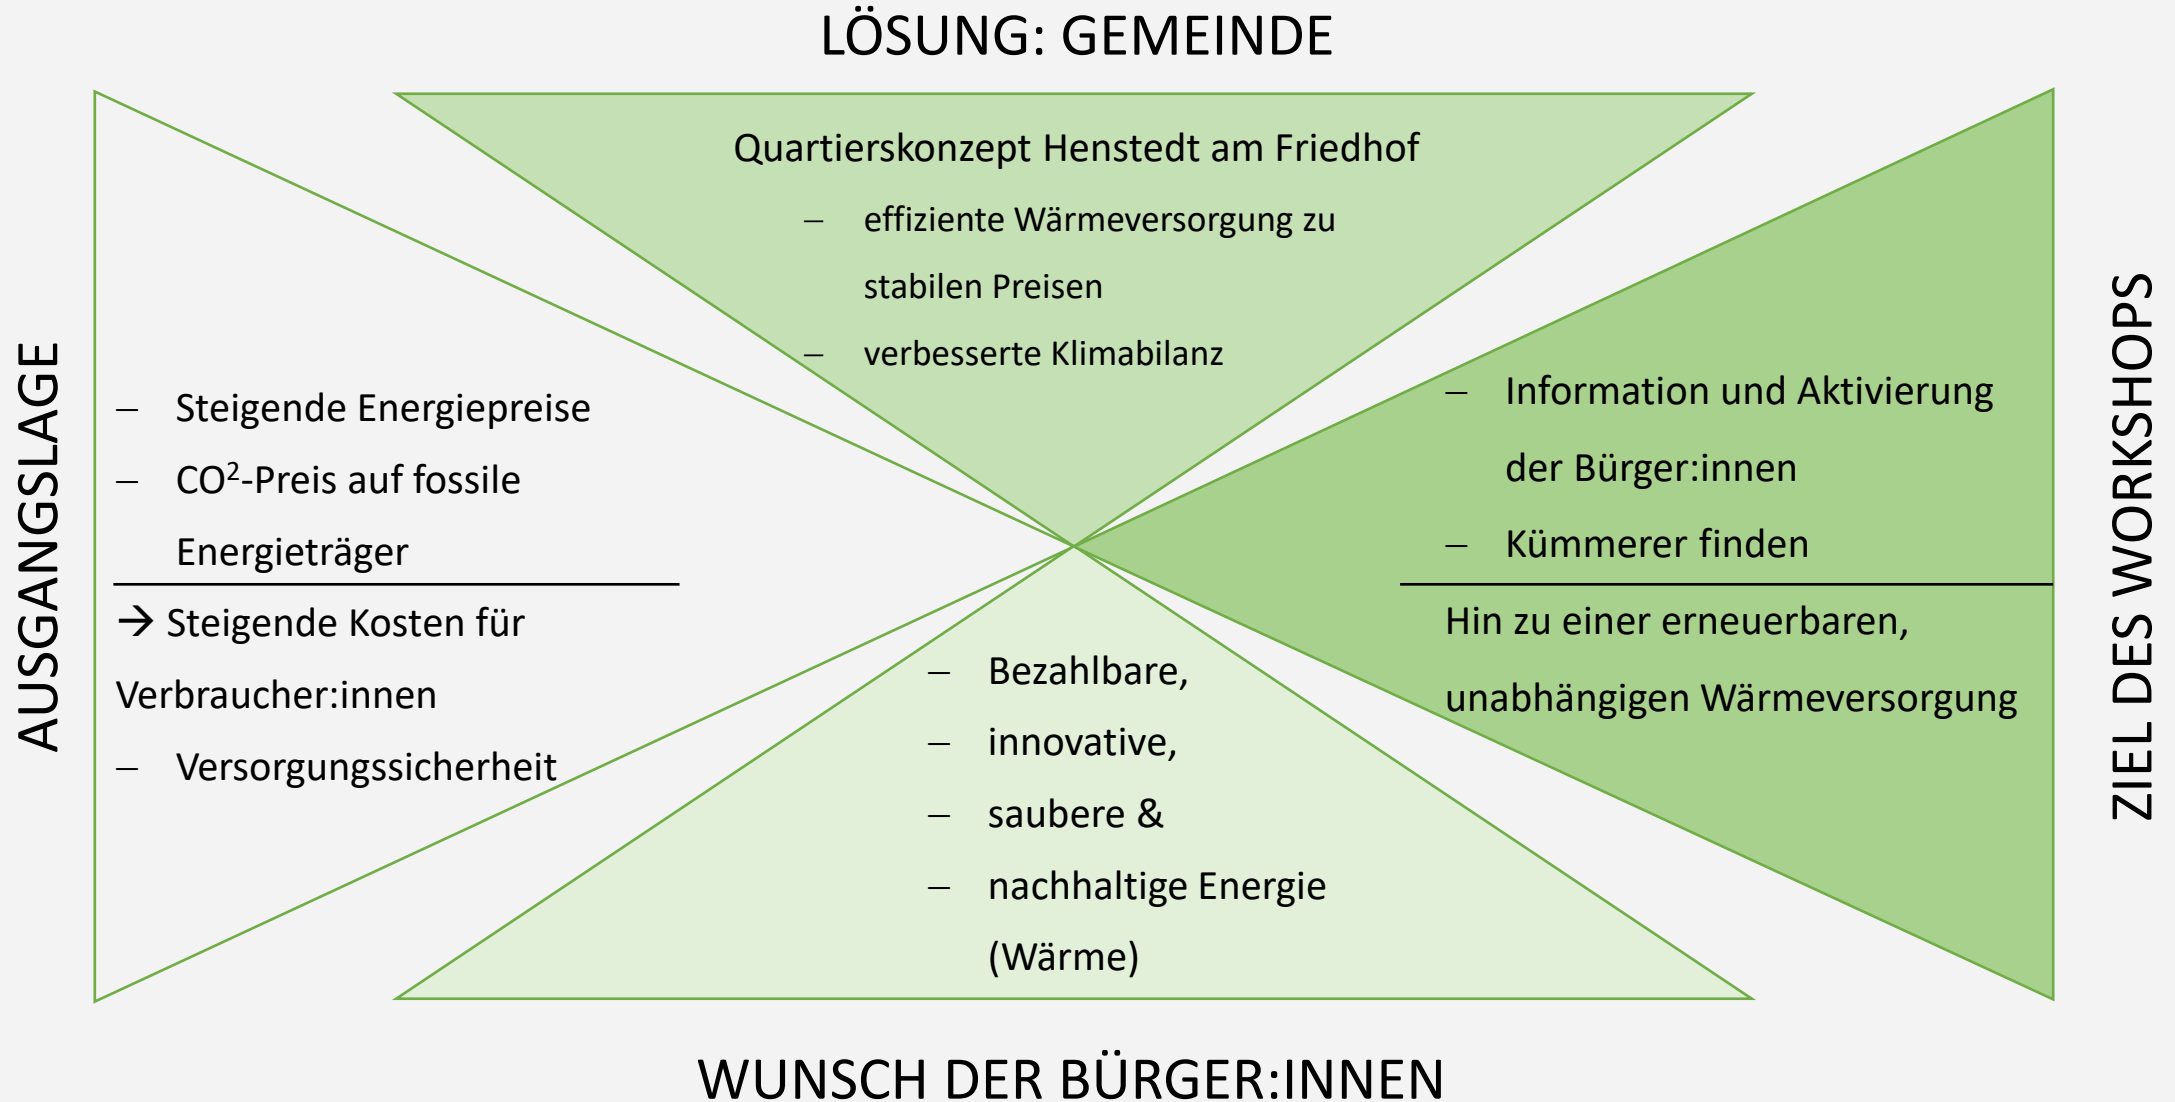 LÖSUNG: GEMEINDE
Quartierskonzept Henstedt am Friedhof
– effiziente Wärmeversorgung zu
stabilen Preisen
– verbesserte Klimabilanz
AUSGANGSLAGE
– Steigende Energiepreise
– CO²-Preis auf fossile
Energieträger
→ Steigende Kosten für
Verbraucher:innen
– Versorgungssicherheit
– Bezahlbare,
– innovative,
– saubere &
– nachhaltige Energie
(Wärme)
WUNSCH DER BÜRGER:INNEN
– Information und Aktivierung
der Bürger:innen
– Kümmerer finden
Hin zu einer erneuerbaren,
unabhängigen Wärmeversorgung
ZIEL DES WORKSHOPS